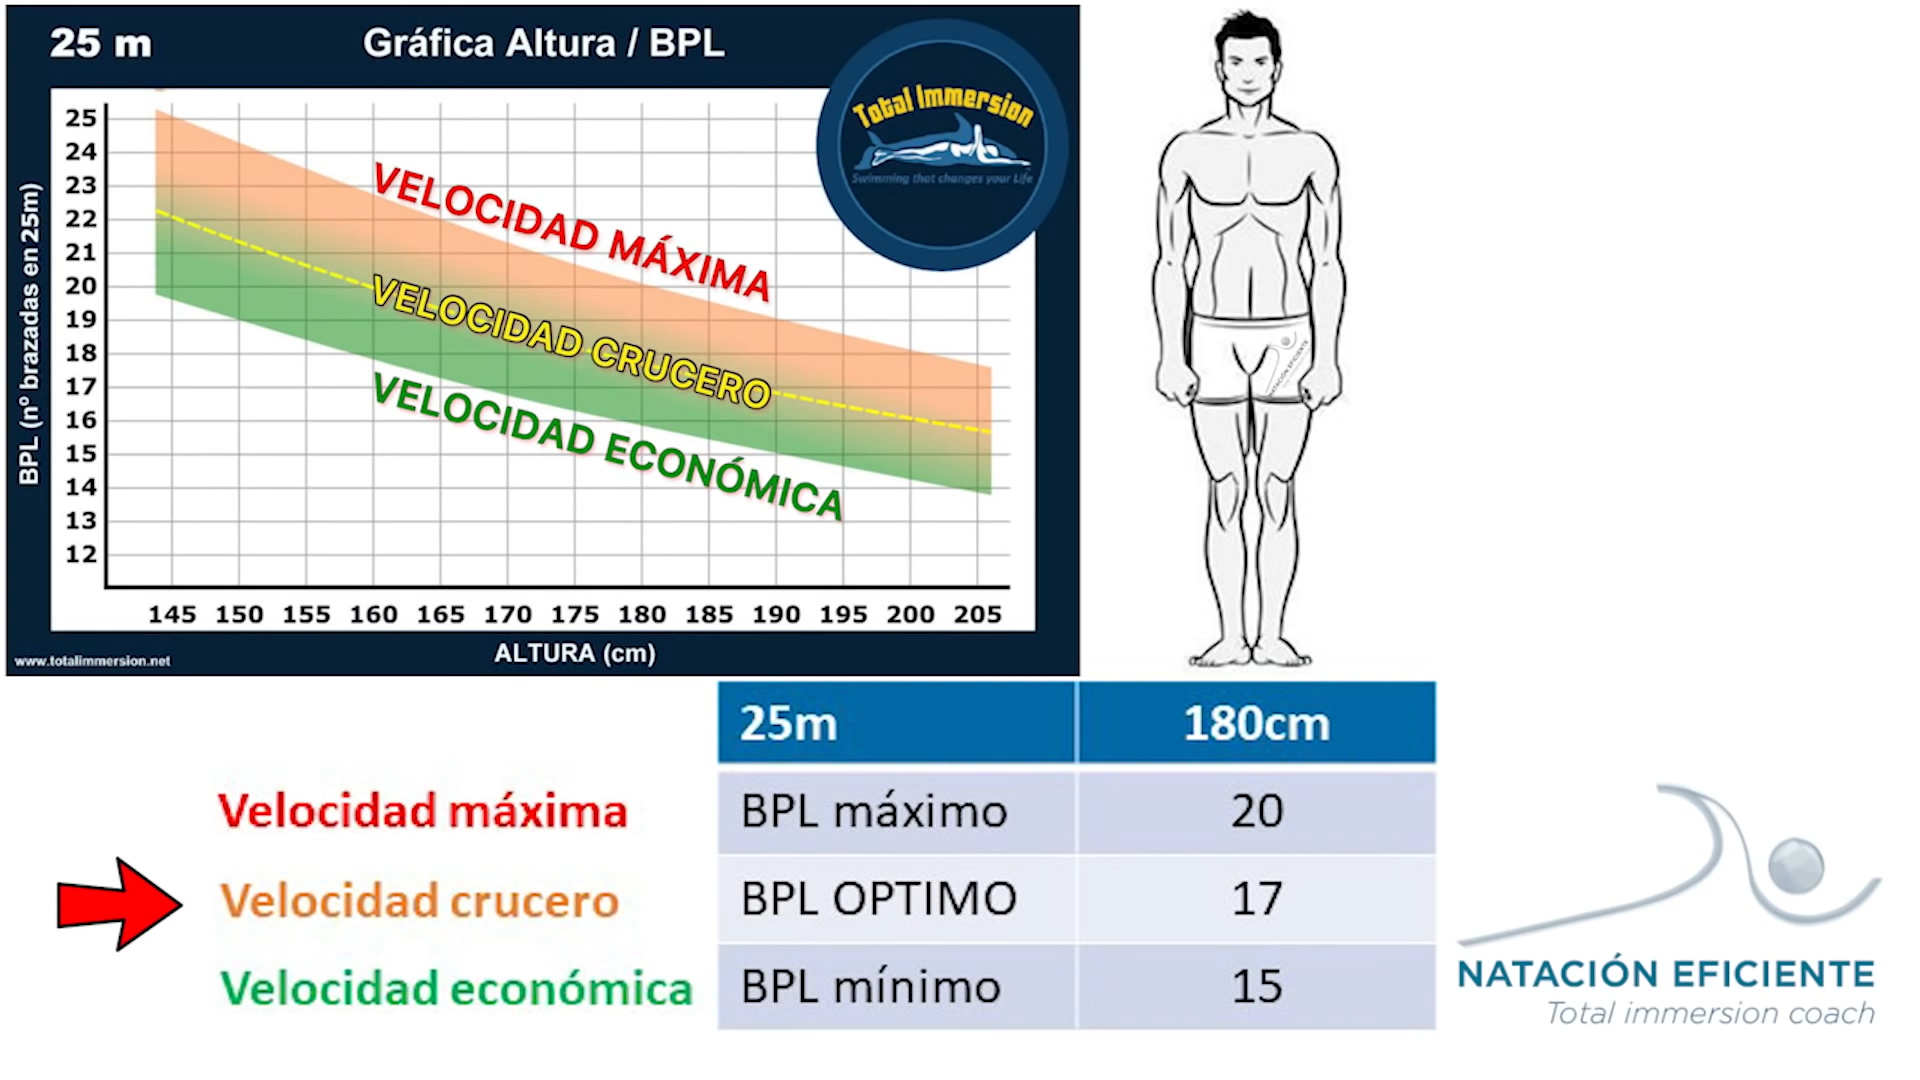 25 m
Gráfica Altura / BPL
Total Immersion
Swimming that changes your Life
BPL (nº brazadas en 25m)
25
24
23
22
21
20
19
18
17
16
15
14
13
12
VELOCIDAD MÁXIMA
VELOCIDAD CRUCERO
VELOCIDAD ECONÓMICA
145 150 155 160 165 170 175 180 185 190 195 200 205
ALTURA (cm)
www.totalimmersion.net
NATACIÓN EFICIENTE
25m 180cm
Velocidad máxima BPL máximo 20
Velocidad crucero BPL OPTIMO 17
Velocidad económica BPL mínimo 15
NATACIÓN EFICIENTE
Total immersion coach